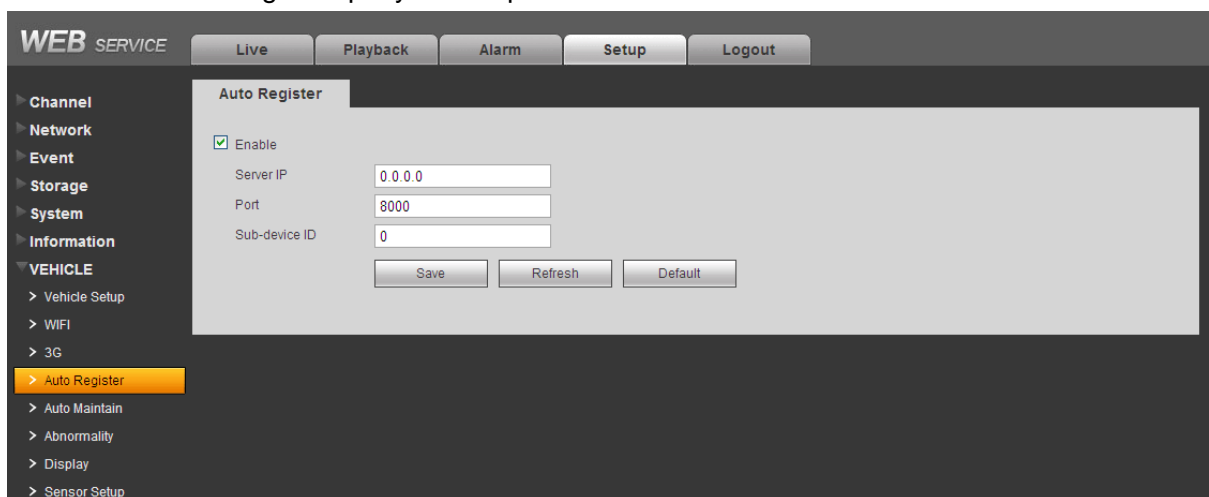 WEB SERVICE
Live Playback Alarm Setup Logout
Channel
Network
Event
Storage
System
Information
VEHICLE
> Vehicle Setup
> WIFI
> 3G
> Auto Register
> Auto Maintain
> Abnormality
> Display
> Sensor Setup
Auto Register
Enable
Server IP 0.0.0.0
Port 8000
Sub-device ID 0
Save Refresh Default